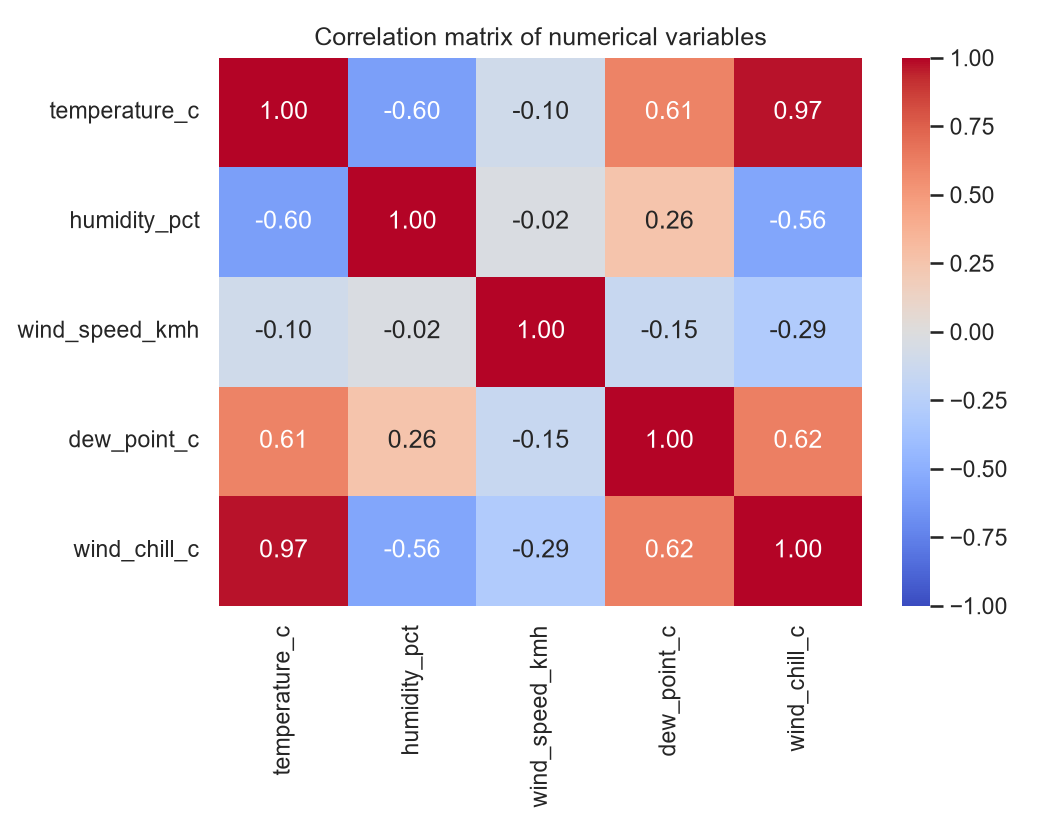 Correlation matrix of numerical variables
temperature_c 1.00 -0.60 -0.10 0.61 0.97
humidity_pct -0.60 1.00 -0.02 0.26 -0.56
wind_speed_kmh -0.10 -0.02 1.00 -0.15 -0.29
dew_point_c 0.61 0.26 -0.15 1.00 0.62
wind_chill_c 0.97 -0.56 -0.29 0.62 1.00
temperature_c
humidity_pct
wind_speed_kmh
dew_point_c
wind_chill_c
1.00
0.75
0.50
0.25
0.00
−0.25
−0.50
−0.75
−1.00